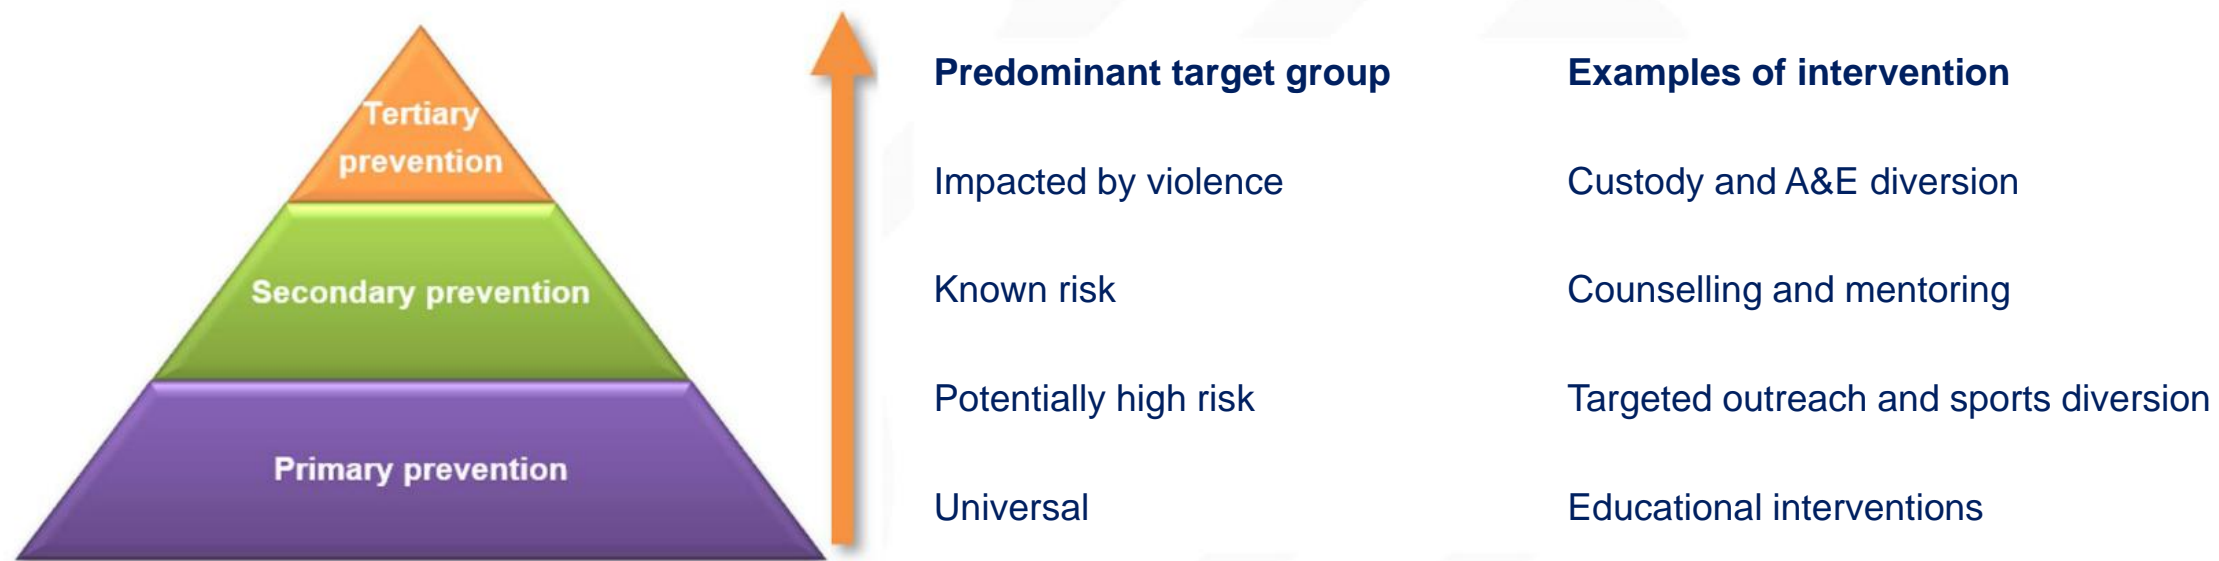 Tertiary
prevention
Secondary prevention
Primary prevention
Predominant target group Examples of intervention
Impacted by violence Custody and A&E diversion
Known risk Counselling and mentoring
Potentially high risk Targeted outreach and sports diversion
Universal Educational interventions